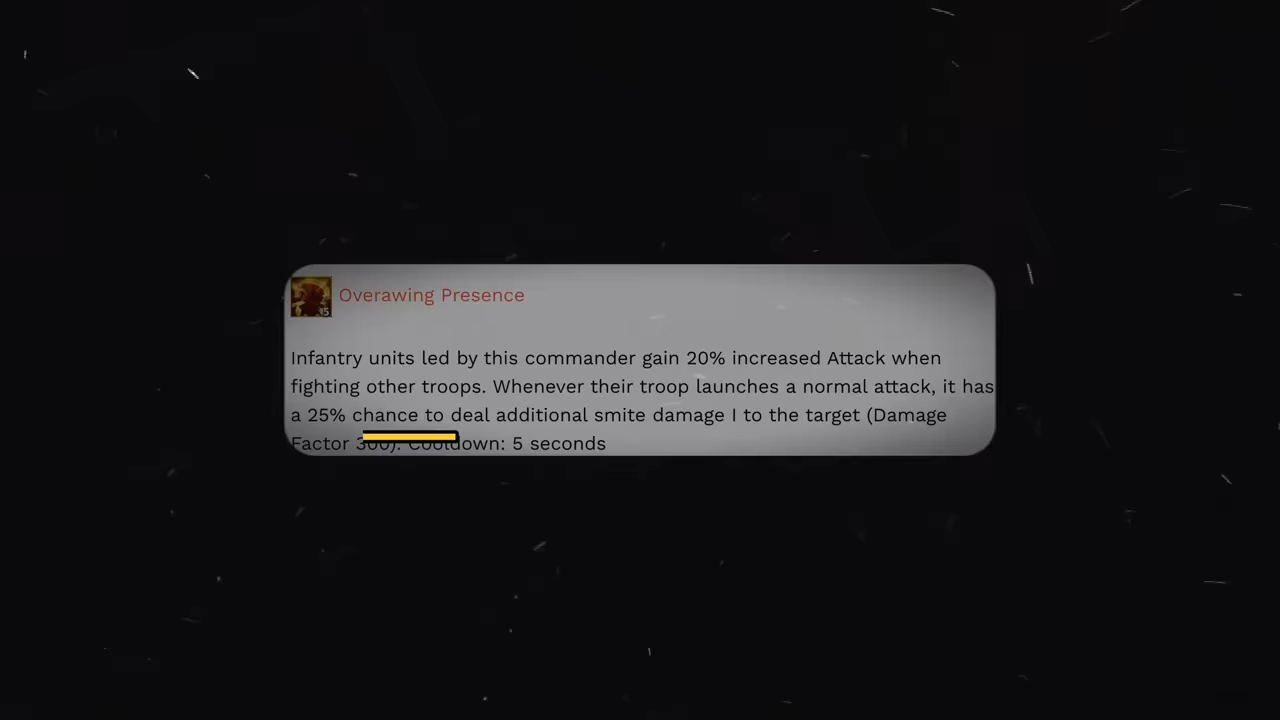 5
Overawing Presence
Infantry units led by this commander gain 20% increased Attack when
fighting other troops. Whenever their troop launches a normal attack, it has
a 25% chance to deal additional smite damage I to the target (Damage
Factor 300). Cooldown: 5 seconds